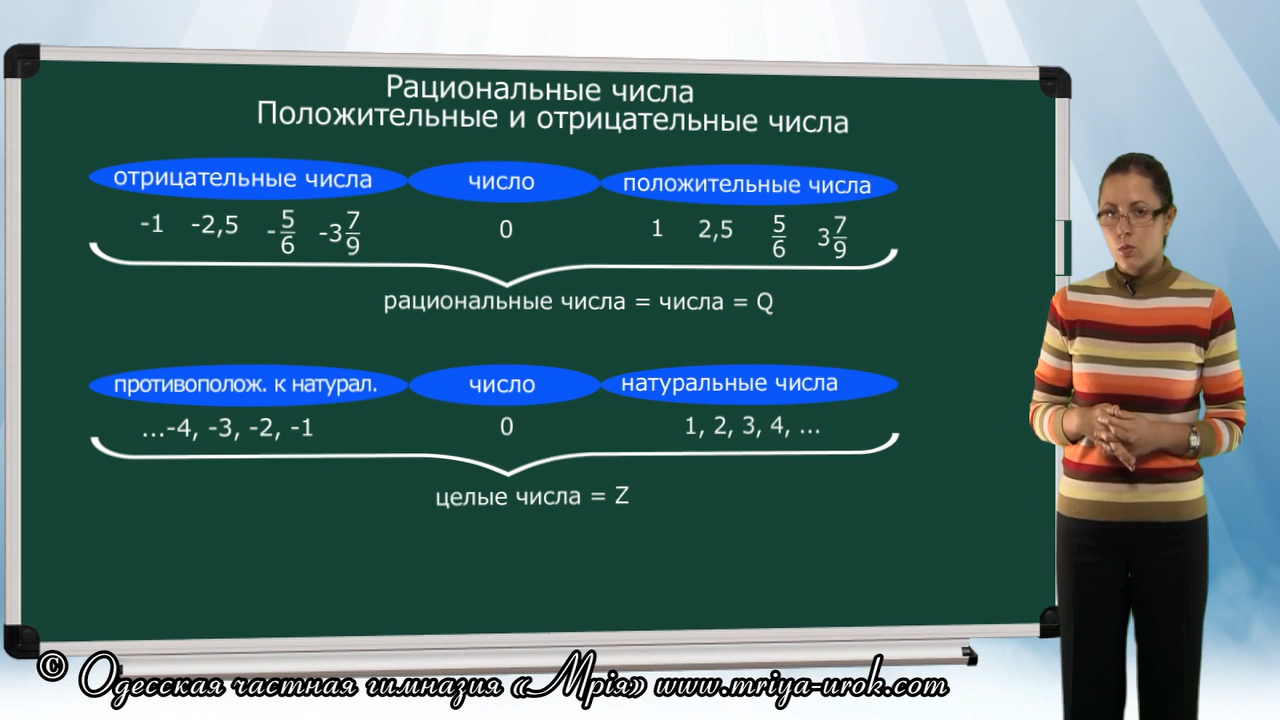 Рациональные числа
Положительные и отрицательные числа
отрицательные числа число положительные числа
-1 -2,5 -5/6 -3 7/9 0 1 2,5 5/6 3 7/9
рациональные числа = числа = Q
противополож. к натурал. число натуральные числа
...-4, -3, -2, -1 0 1, 2, 3, 4, ...
целые числа = Z
© Одесская частная гимназия «Мрія» www.mriya-urok.com